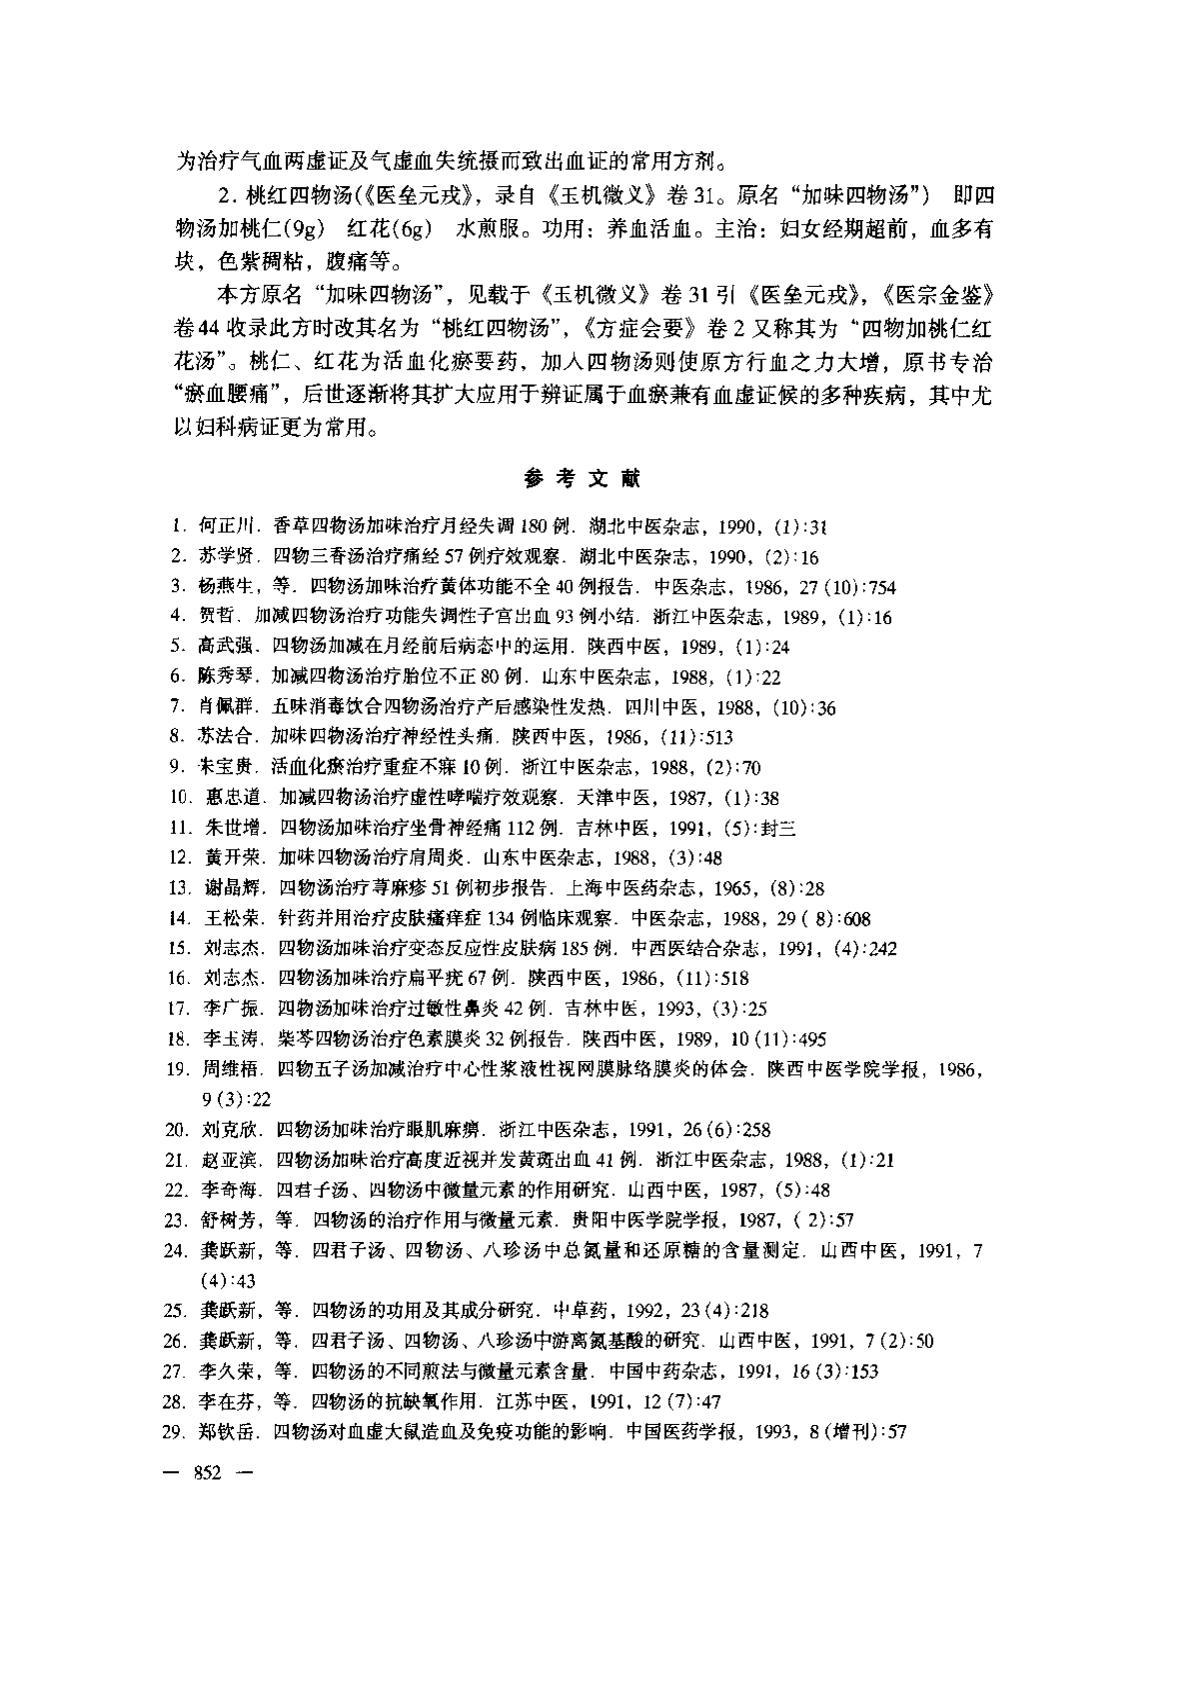 为治疗气血两虚证及气虚血失统摄而致出血证的常用方剂。
2. 桃红四物汤(《医垒元戎》，录自《玉机微义》卷 31。原名“加味四物汤”) 即四
物汤加桃仁(9g) 红花(6g) 水煎服。功用：养血活血。主治：妇女经期超前，血多有
块，色紫稠粘，腹痛等。
本方原名“加味四物汤”，见载于《玉机微义》卷 31 引《医垒元戎》，《医宗金鉴》
卷 44 收录此方时改其名为“桃红四物汤”，《方症会要》卷 2 又称其为“四物加桃仁红
花汤”。桃仁、红花为活血化瘀要药，加入四物汤则使原方行血之力大增，原书专治
“瘀血腰痛”，后世逐渐将其扩大应用于辨证属于血瘀兼有血虚证候的多种疾病，其中尤
以妇科病证更为常用。
参 考 文 献
1. 何正川. 香草四物汤加味治疗月经失调 180 例. 湖北中医杂志，1990，(1):31
2. 苏学贤. 四物三香汤治疗痛经 57 例疗效观察. 湖北中医杂志，1990，(2):16
3. 杨燕生，等. 四物汤加味治疗黄体功能不全 40 例报告. 中医杂志，1986，27 (10):754
4. 贺哲. 加减四物汤治疗功能失调性子宫出血 93 例小结. 浙江中医杂志，1989，(1):16
5. 高武强. 四物汤加减在月经前后病态中的运用. 陕西中医，1989，(1):24
6. 陈秀琴. 加减四物汤治疗胎位不正 80 例. 山东中医杂志，1988，(1):22
7. 肖佩群. 五味消毒饮合四物汤治疗产后感染性发热. 四川中医，1988，(10):36
8. 苏法合. 加味四物汤治疗神经性头痛. 陕西中医，1986，(11):513
9. 朱宝贵. 活血化瘀治疗重症不寐 10 例. 浙江中医杂志，1988，(2):70
10. 惠忠道. 加减四物汤治疗虚性哮喘疗效观察. 天津中医，1987，(1):38
11. 朱世增. 四物汤加味治疗坐骨神经痛 112 例. 吉林中医，1991，(5):封三
12. 黄开荣. 加味四物汤治疗肩周炎. 山东中医杂志，1988，(3):48
13. 谢晶辉. 四物汤治疗荨麻疹 51 例初步报告. 上海中医药杂志，1965，(8):28
14. 王松荣. 针药并用治疗皮肤瘙痒症 134 例临床观察. 中医杂志，1988，29 ( 8):608
15. 刘志杰. 四物汤加味治疗变态反应性皮肤病 185 例. 中西医结合杂志，1991，(4):242
16. 刘志杰. 四物汤加味治疗扁平疣 67 例. 陕西中医，1986，(11):518
17. 李广振. 四物汤加味治疗过敏性鼻炎 42 例. 吉林中医，1993，(3):25
18. 李玉涛. 柴芩四物汤治疗色素膜炎 32 例报告. 陕西中医，1989，10 (11):495
19. 周维梧. 四物五子汤加减治疗中心性浆液性视网膜脉络膜炎的体会. 陕西中医学院学报，1986，
9 (3):22
20. 刘克欣. 四物汤加味治疗眼肌麻痹. 浙江中医杂志，1991，26 (6):258
21. 赵亚滨. 四物汤加味治疗高度近视并发黄斑出血 41 例. 浙江中医杂志，1988，(1):21
22. 李奇海. 四君子汤、四物汤中微量元素的作用研究. 山西中医，1987，(5):48
23. 舒树芳，等. 四物汤的治疗作用与微量元素. 贵阳中医学院学报，1987，( 2):57
24. 龚跃新，等. 四君子汤、四物汤、八珍汤中总氮量和还原糖的含量测定. 山西中医，1991，7
(4):43
25. 龚跃新，等. 四物汤的功用及其成分研究. 中草药，1992，23 (4):218
26. 龚跃新，等. 四君子汤、四物汤、八珍汤中游离氨基酸的研究. 山西中医，1991，7 (2):50
27. 李久荣，等. 四物汤的不同煎法与微量元素含量. 中国中药杂志，1991，16 (3):153
28. 李在芬，等. 四物汤的抗缺氧作用. 江苏中医，1991，12 (7):47
29. 郑钦岳. 四物汤对血虚大鼠造血及免疫功能的影响. 中国医药学报，1993，8 (增刊):57
— 852 —